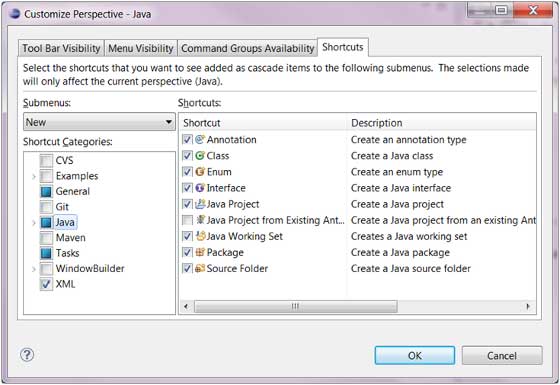 Customize Perspective - Java
Tool Bar Visibility Menu Visibility Command Groups Availability Shortcuts
Select the shortcuts that you want to see added as cascade items to the following submenus. The selections made
will only affect the current perspective (Java).
Submenus:
New
Shortcut Categories:
CVS
Examples
General
Git
Java
Maven
Tasks
WindowBuilder
XML
Shortcuts:
Shortcut Description
Annotation Create an annotation type
Class Create a Java class
Enum Create an enum type
Interface Create a Java interface
Java Project Create a Java project
Java Project from Existing Ant... Create a Java project from an existing Ant
Java Working Set Creates a Java working set
Package Create a Java package
Source Folder Create a Java source folder
OK Cancel